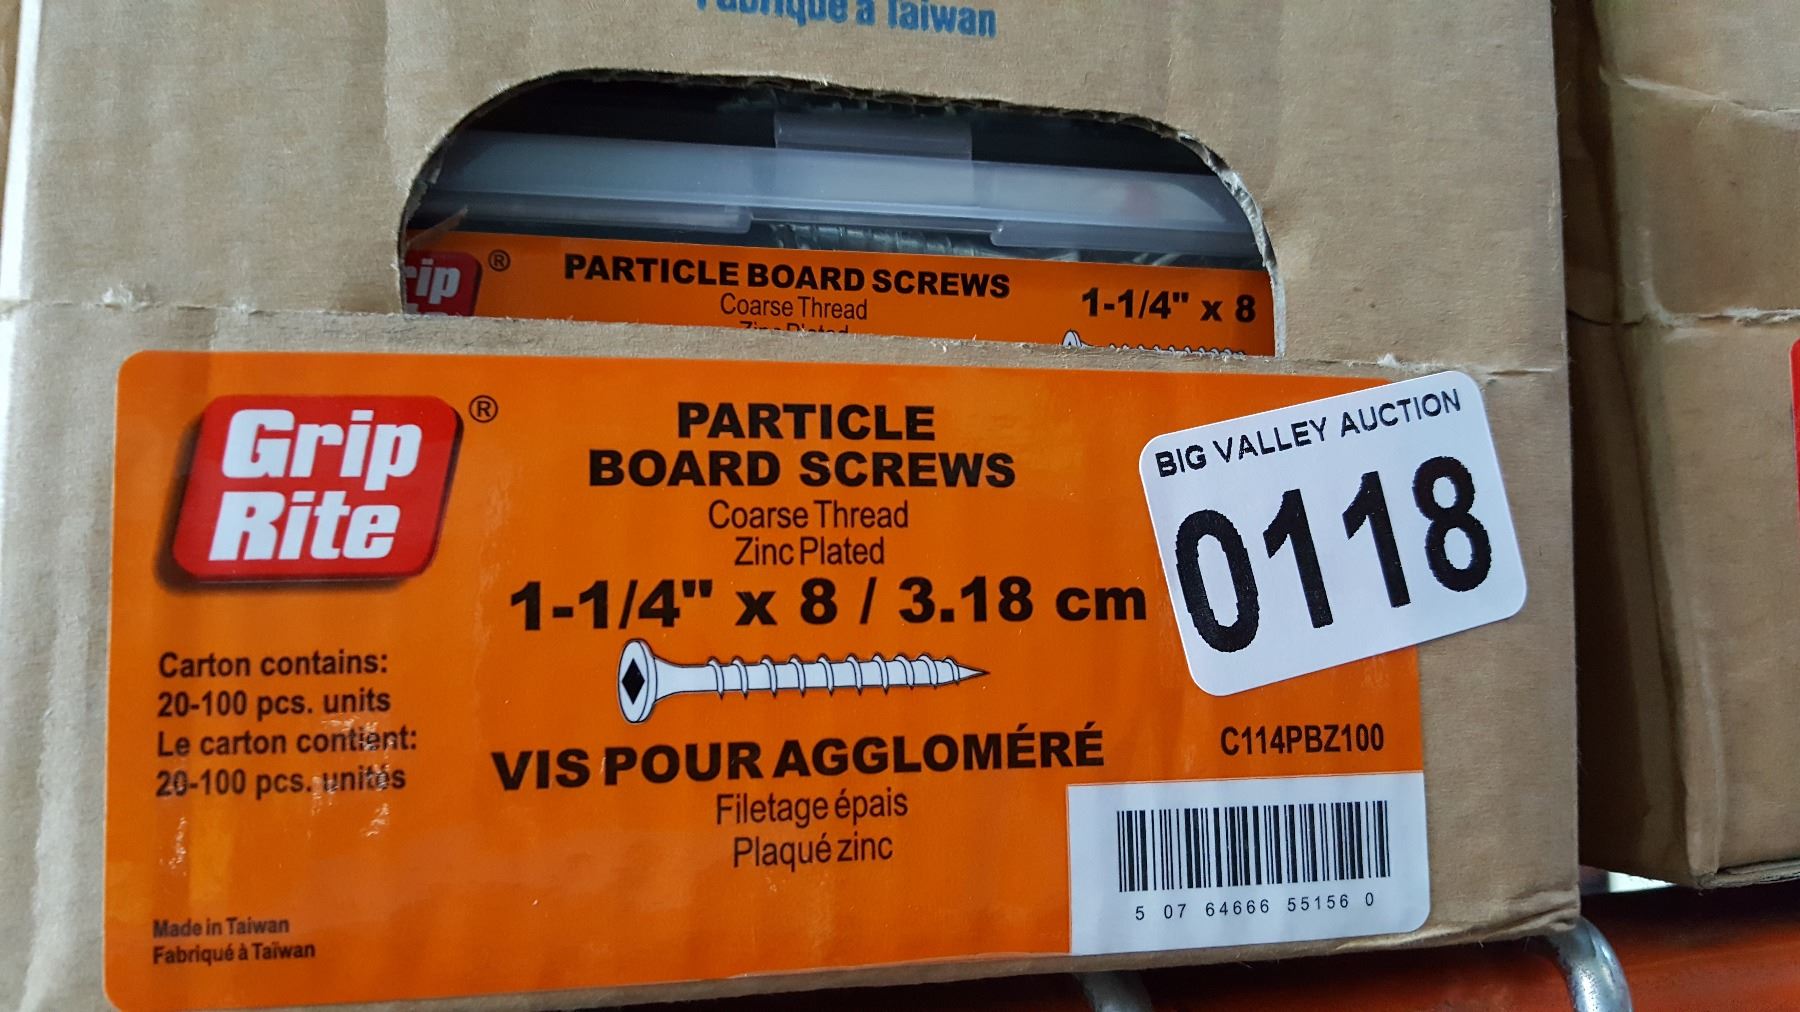 Fabriqué à Taiwan
rip ®
PARTICLE BOARD SCREWS
Coarse Thread
Zinc Plated
1-1/4" x 8
Grip ®
Rite
PARTICLE
BOARD SCREWS
Coarse Thread
Zinc Plated
1-1/4" x 8 / 3.18 cm
BIG VALLEY AUCTION
0118
Carton contains:
20-100 pcs. units
Le carton contient:
20-100 pcs. unités
VIS POUR AGGLOMÉRÉ
Filetage épais
Plaqué zinc
C114PBZ100
5 07 64666 55156 0
Made in Taiwan
Fabriqué à Taïwan